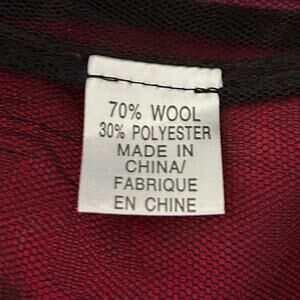 70% WOOL
30% POLYESTER
MADE IN
CHINA/
FABRIQUE
EN CHINE